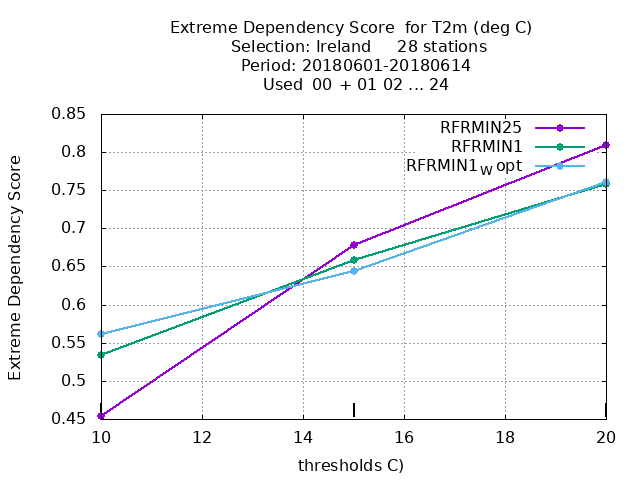 Extreme Dependency Score  for T2m (deg C)
Selection: Ireland     28 stations
Period: 20180601-20180614
Used  00 + 01 02 ... 24
RFRMIN25
RFRMIN1
RFRMIN1W opt
Extreme Dependency Score
0.85
0.8
0.75
0.7
0.65
0.6
0.55
0.5
0.45
10 12 14 16 18 20
thresholds C)